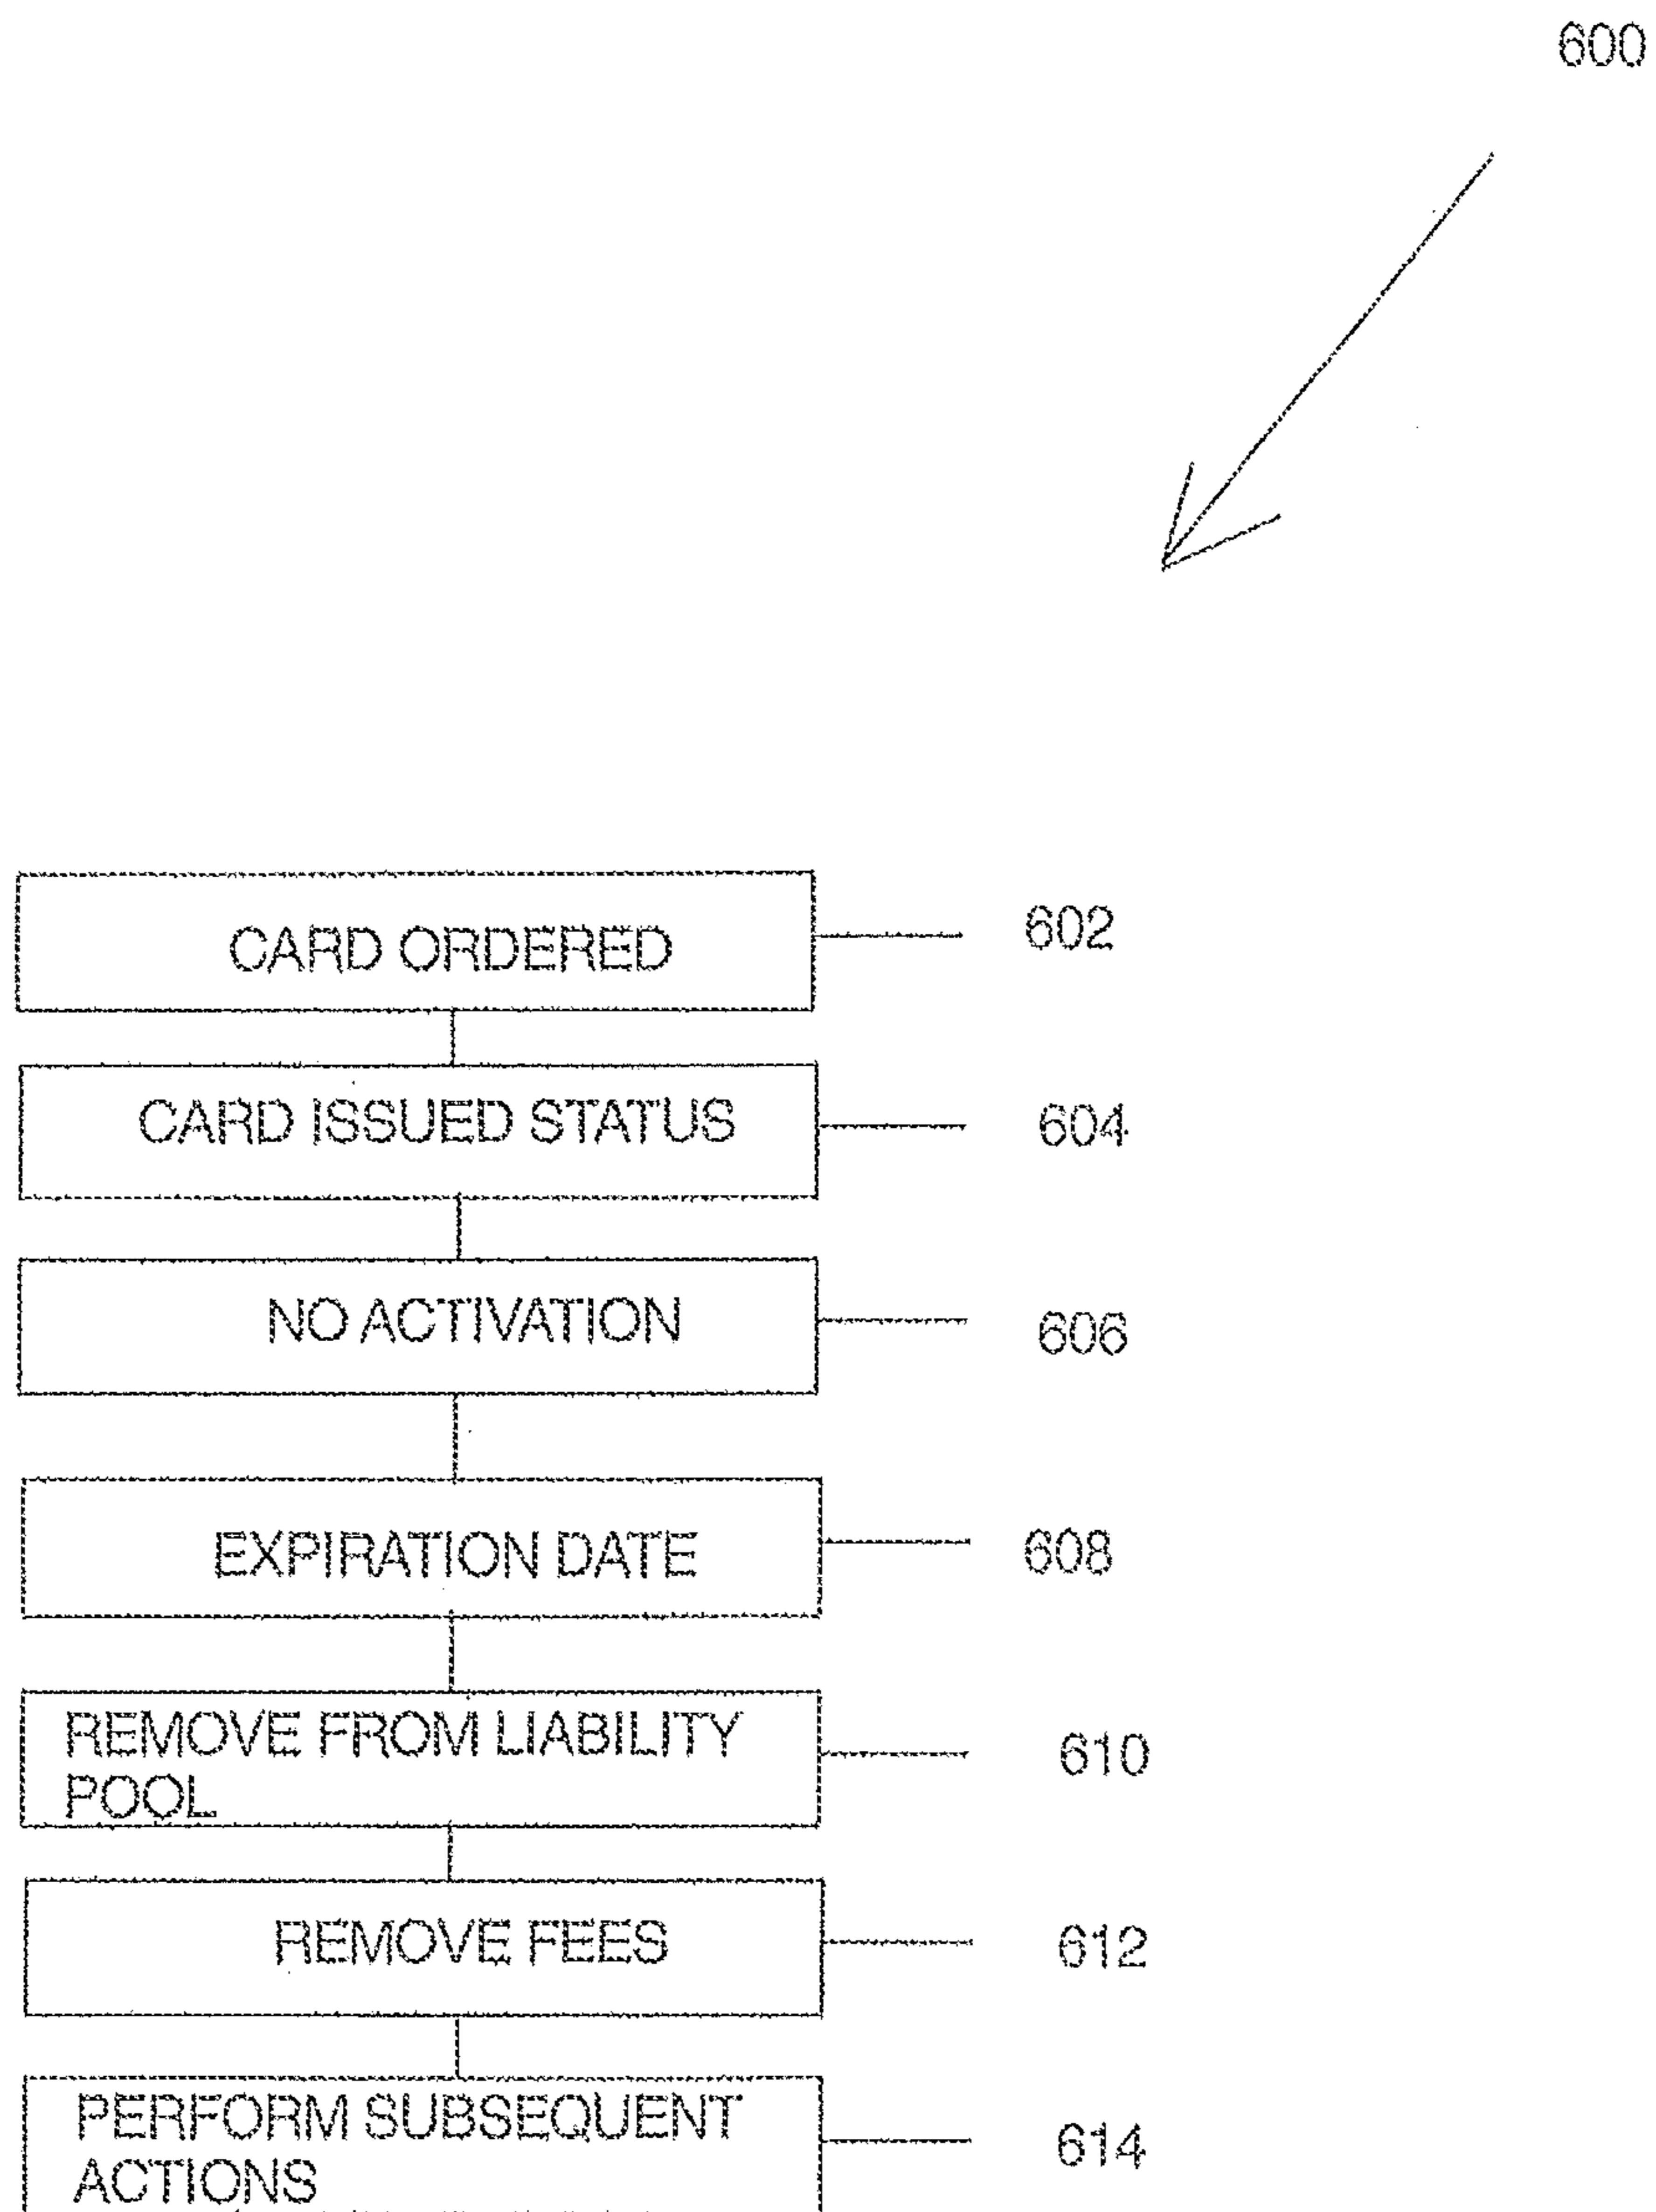 600
CARD ORDERED
602
CARD ISSUED STATUS
604
NO ACTIVATION
606
EXPIRATION DATE
608
REMOVE FROM LIABILITY
POOL
610
REMOVE FEES
612
PERFORM SUBSEQUENT
ACTIONS
614